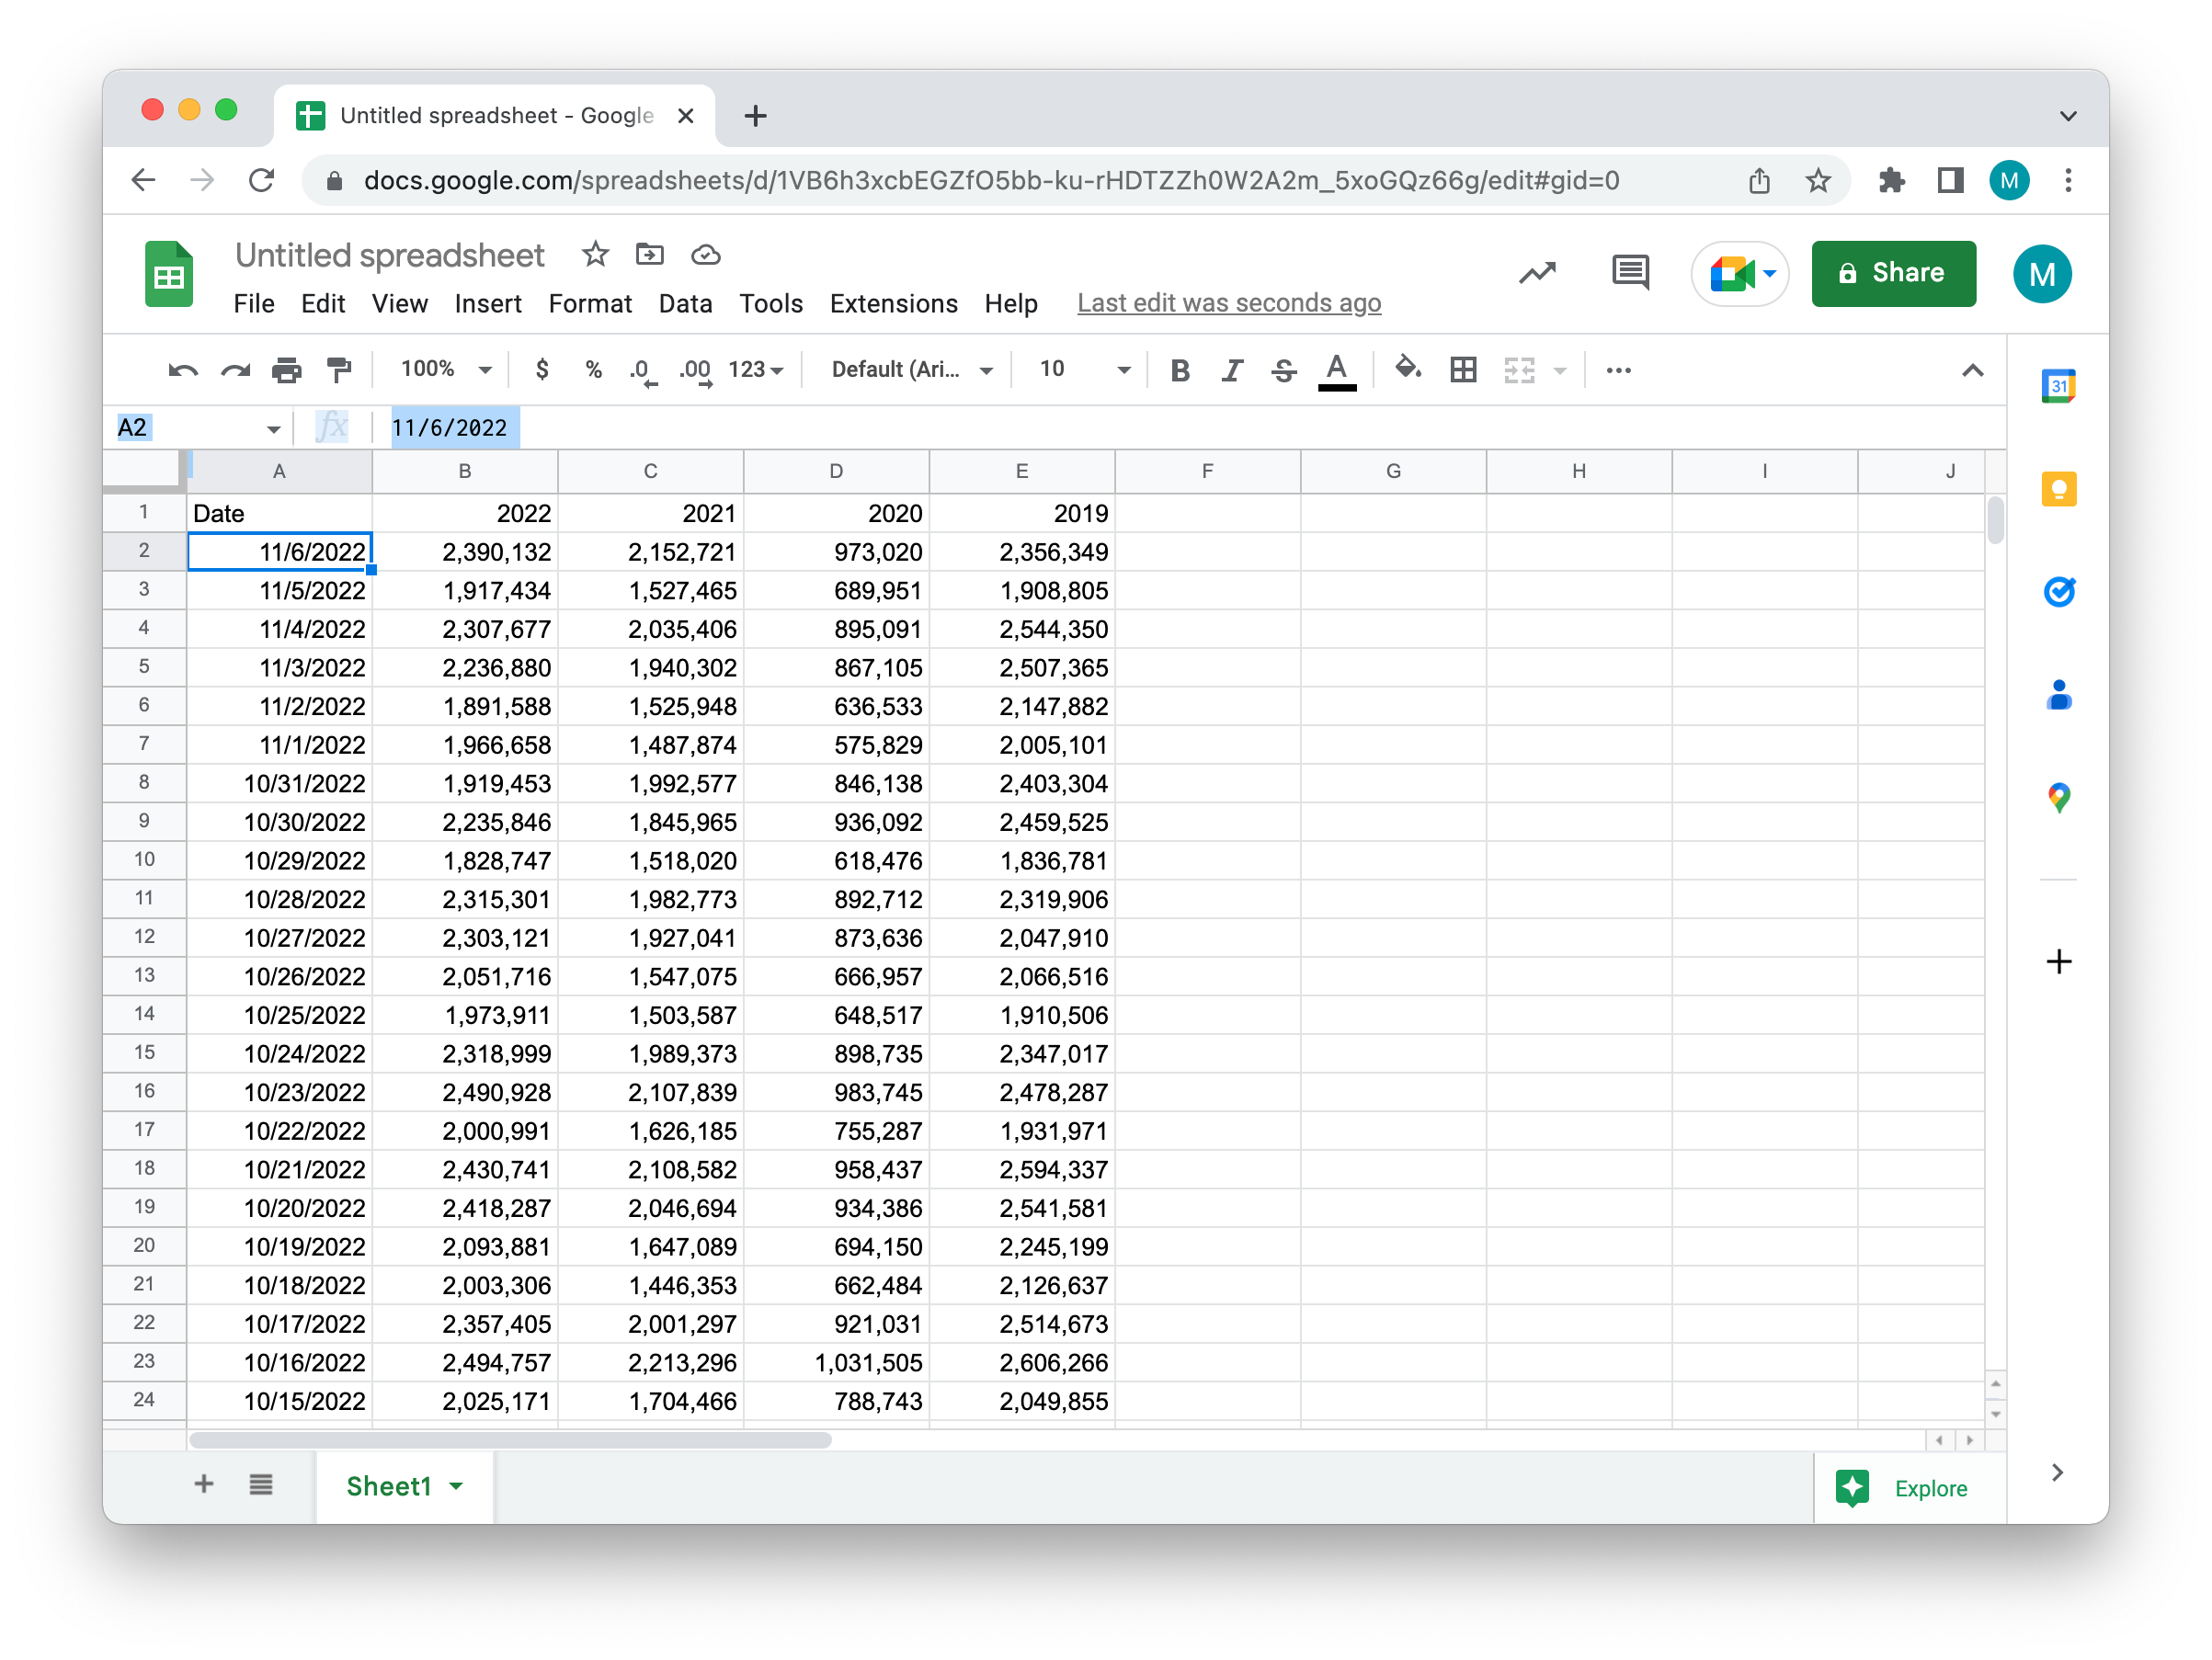 Untitled spreadsheet - Google
docs.google.com/spreadsheets/d/1VB6h3xcbEGZfO5bb-ku-rHDTZZh0W2A2m_5xoGQz66g/edit#gid=0
M
Untitled spreadsheet
File Edit View Insert Format Data Tools Extensions Help Last edit was seconds ago
Share
M
100% $ % .0 .00 123 Default (Ari... 10 B I S A
31
A2 fx 11/6/2022
A B C D E F G H I J
1 Date 2022 2021 2020 2019
2 11/6/2022 2,390,132 2,152,721 973,020 2,356,349
3 11/5/2022 1,917,434 1,527,465 689,951 1,908,805
4 11/4/2022 2,307,677 2,035,406 895,091 2,544,350
5 11/3/2022 2,236,880 1,940,302 867,105 2,507,365
6 11/2/2022 1,891,588 1,525,948 636,533 2,147,882
7 11/1/2022 1,966,658 1,487,874 575,829 2,005,101
8 10/31/2022 1,919,453 1,992,577 846,138 2,403,304
9 10/30/2022 2,235,846 1,845,965 936,092 2,459,525
10 10/29/2022 1,828,747 1,518,020 618,476 1,836,781
11 10/28/2022 2,315,301 1,982,773 892,712 2,319,906
12 10/27/2022 2,303,121 1,927,041 873,636 2,047,910
13 10/26/2022 2,051,716 1,547,075 666,957 2,066,516
14 10/25/2022 1,973,911 1,503,587 648,517 1,910,506
15 10/24/2022 2,318,999 1,989,373 898,735 2,347,017
16 10/23/2022 2,490,928 2,107,839 983,745 2,478,287
17 10/22/2022 2,000,991 1,626,185 755,287 1,931,971
18 10/21/2022 2,430,741 2,108,582 958,437 2,594,337
19 10/20/2022 2,418,287 2,046,694 934,386 2,541,581
20 10/19/2022 2,093,881 1,647,089 694,150 2,245,199
21 10/18/2022 2,003,306 1,446,353 662,484 2,126,637
22 10/17/2022 2,357,405 2,001,297 921,031 2,514,673
23 10/16/2022 2,494,757 2,213,296 1,031,505 2,606,266
24 10/15/2022 2,025,171 1,704,466 788,743 2,049,855
Sheet1
Explore